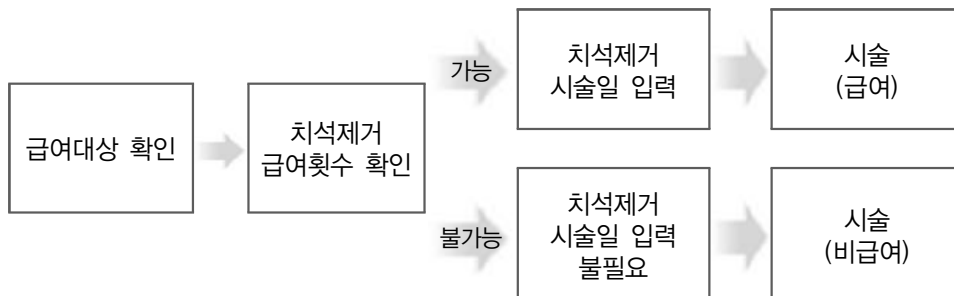 급여대상 확인
치석제거
급여횟수 확인
가능
치석제거
시술일 입력
시술
(급여)
불가능
치석제거
시술일 입력
불필요
시술
(비급여)